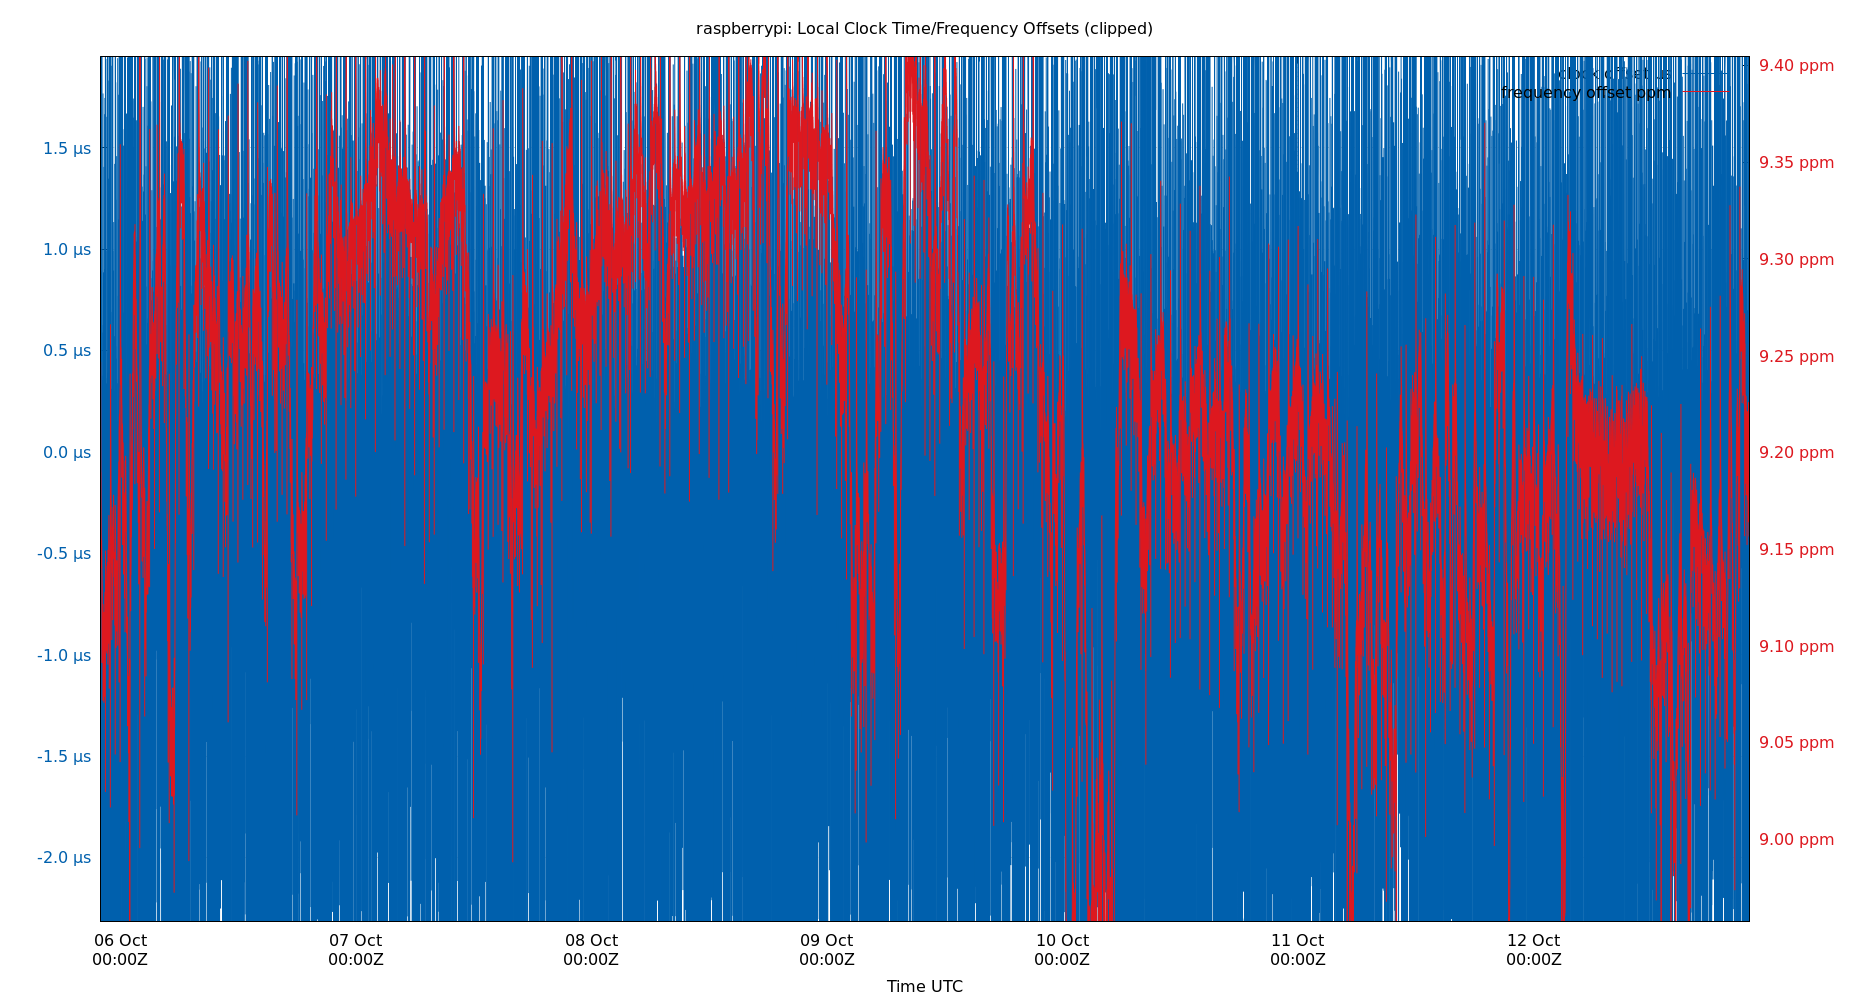 raspberrypi: Local Clock Time/Frequency Offsets (clipped)
clock offset µs
frequency offset ppm
1.5 µs
1.0 µs
0.5 µs
0.0 µs
-0.5 µs
-1.0 µs
-1.5 µs
-2.0 µs
9.40 ppm
9.35 ppm
9.30 ppm
9.25 ppm
9.20 ppm
9.15 ppm
9.10 ppm
9.05 ppm
9.00 ppm
06 Oct 07 Oct 08 Oct 09 Oct 10 Oct 11 Oct 12 Oct
00:00Z 00:00Z 00:00Z 00:00Z 00:00Z 00:00Z 00:00Z
Time UTC